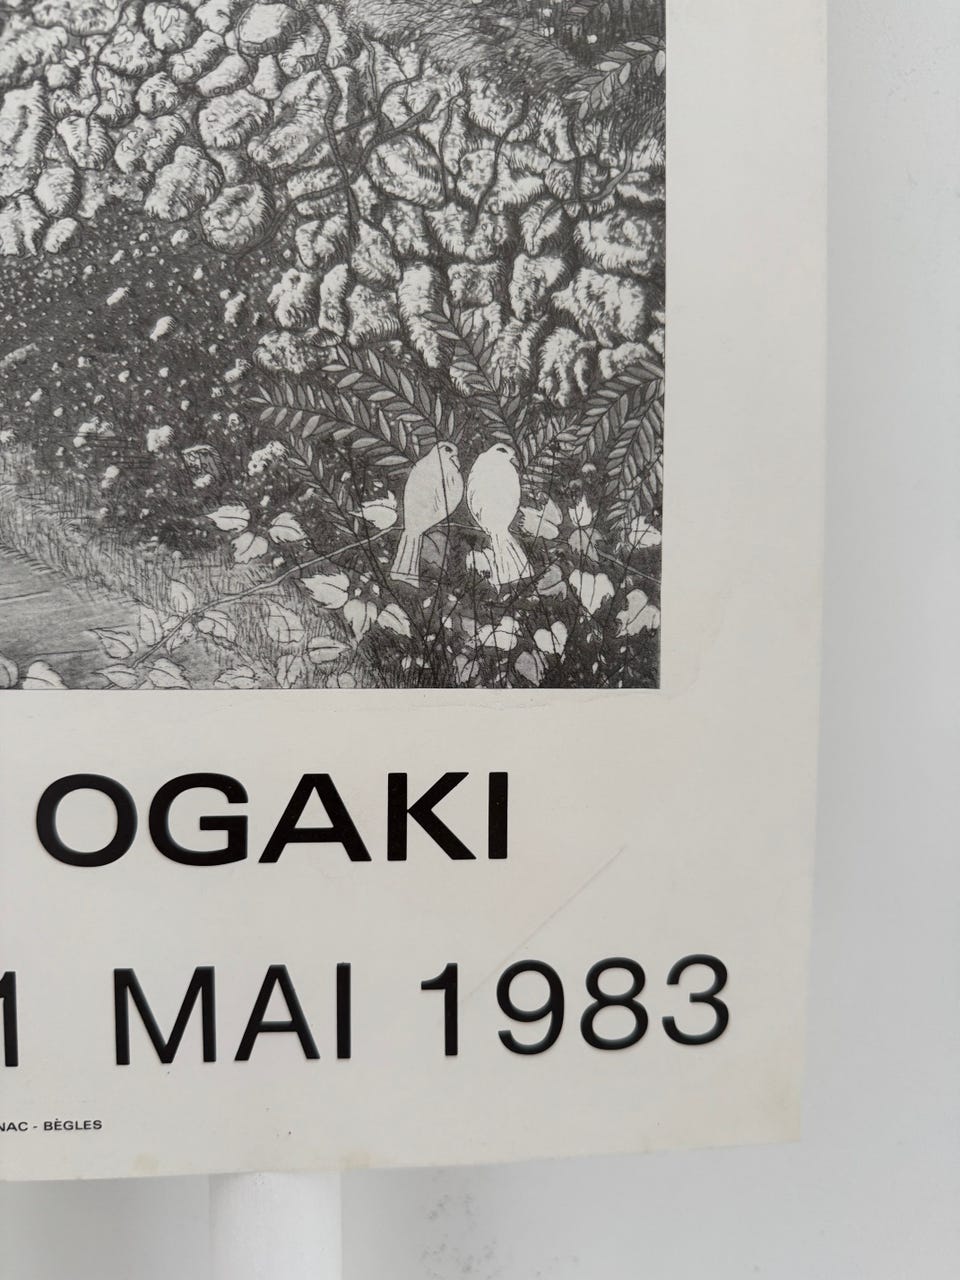 OGAKI
1 MAI 1983
NAC - BÈGLES